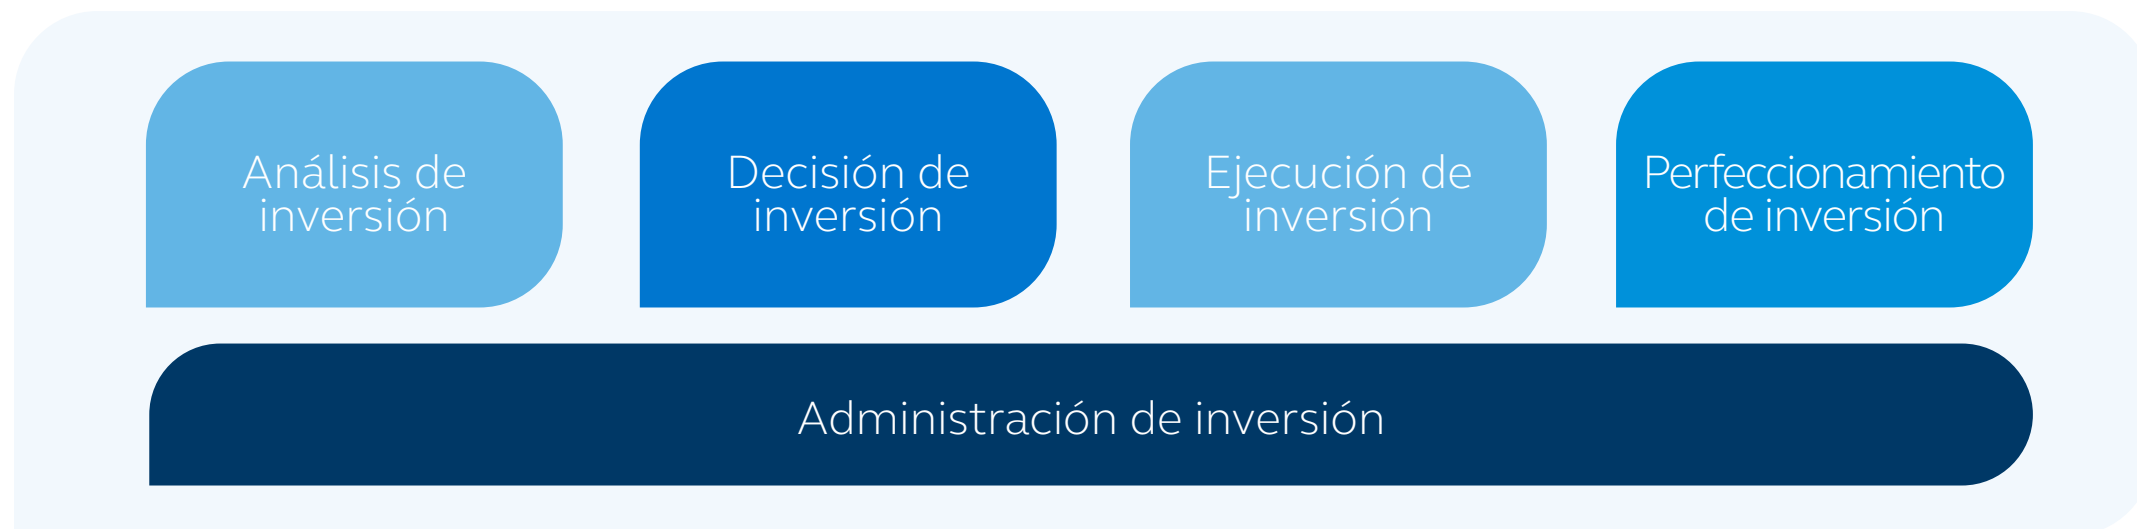 Análisis de
inversión
Decisión de
inversión
Ejecución de
inversión
Perfeccionamiento
de inversión
Administración de inversión